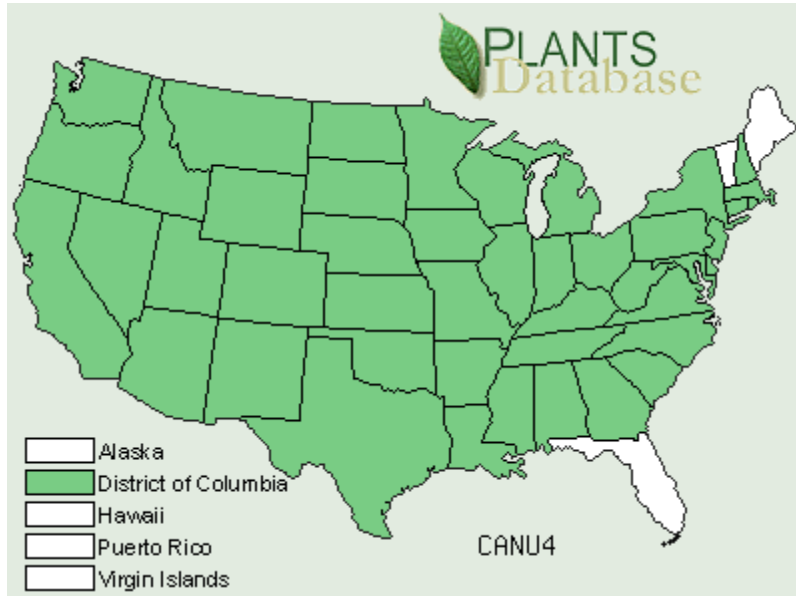 PLANTS
Database
Alaska
District of Columbia
Hawaii
Puerto Rico
Virgin Islands
CANU4